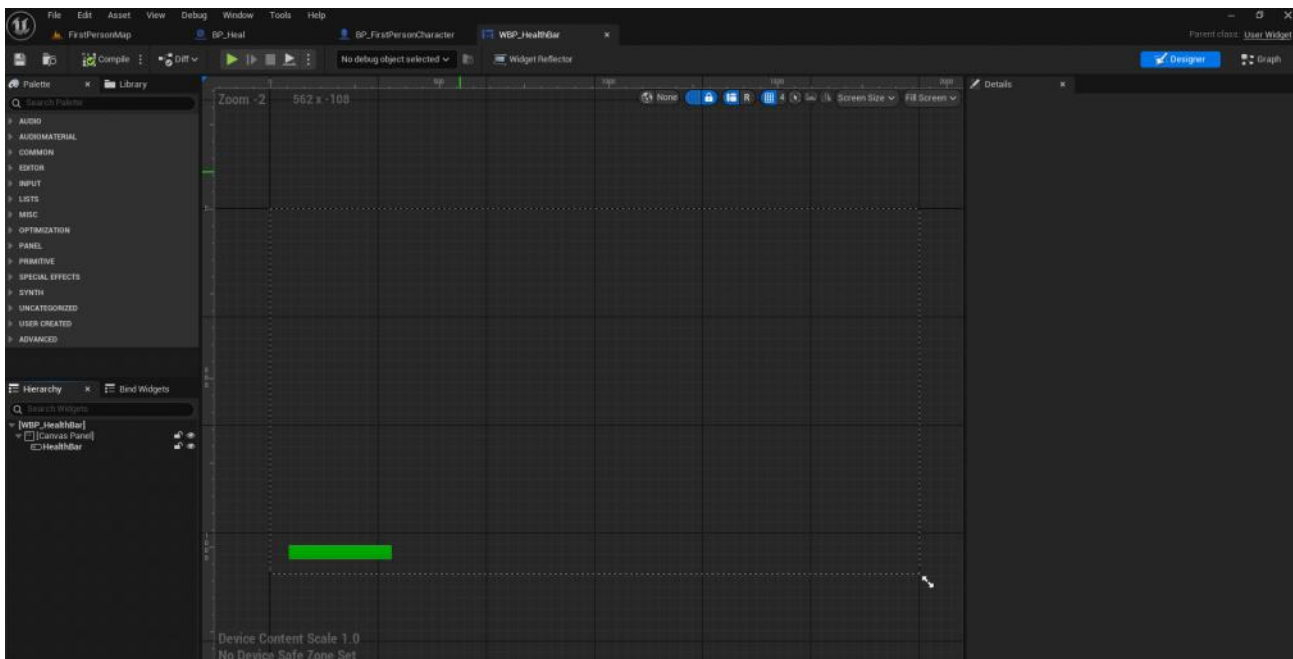 File Edit Asset View Debug Window Tools Help
FirstPersonMap BP_Heal BP_FirstPersonCharacter WBP_HealthBar
Parent class: User Widget
Compile Diff No debug object selected Widget Reflector Designer Graph
Palette Library Details
Search Palette
Zoom -2 562 x -108 None R 4 Screen Size Fill Screen
AUDIO
AUDIOMATERIAL
COMMON
EDITOR
INPUT
LISTS
MISC
OPTIMIZATION
PANEL
PRIMITIVE
SPECIAL EFFECTS
SYNTH
UNCATEGORIZED
USER CREATED
ADVANCED
Hierarchy Bind Widgets
Search Widgets
[WBP_HealthBar]
[Canvas Panel]
HealthBar
Device Content Scale 1.0
No Device Safe Zone Set